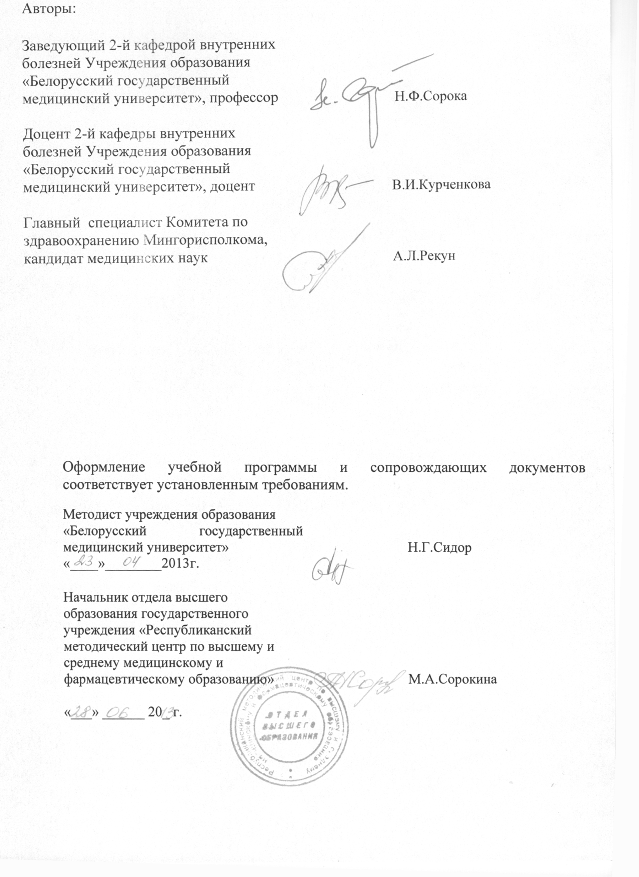 Авторы:
Заведующий 2-й кафедрой внутренних
болезней Учреждения образования
«Белорусский государственный
медицинский университет», профессор Н.Ф.Сорока
Доцент 2-й кафедры внутренних
болезней Учреждения образования
«Белорусский государственный
медицинский университет», доцент В.И.Курченкова
Главный специалист Комитета по
здравоохранению Мингорисполкома,
кандидат медицинских наук А.Л.Рекун
Оформление учебной программы и сопровождающих документов
соответствует установленным требованиям.
Методист учреждения образования
«Белорусский государственный
медицинский университет» Н.Г.Сидор
«23» 04 2013г.
Начальник отдела высшего
образования государственного
учреждения «Республиканский
методический центр по высшему и
среднему медицинскому и
фармацевтическому образованию» М.А.Сорокина
«28» 06 2013г.
ОТДЕЛ
ВЫСШЕГО
ОБРАЗОВАНИЯ